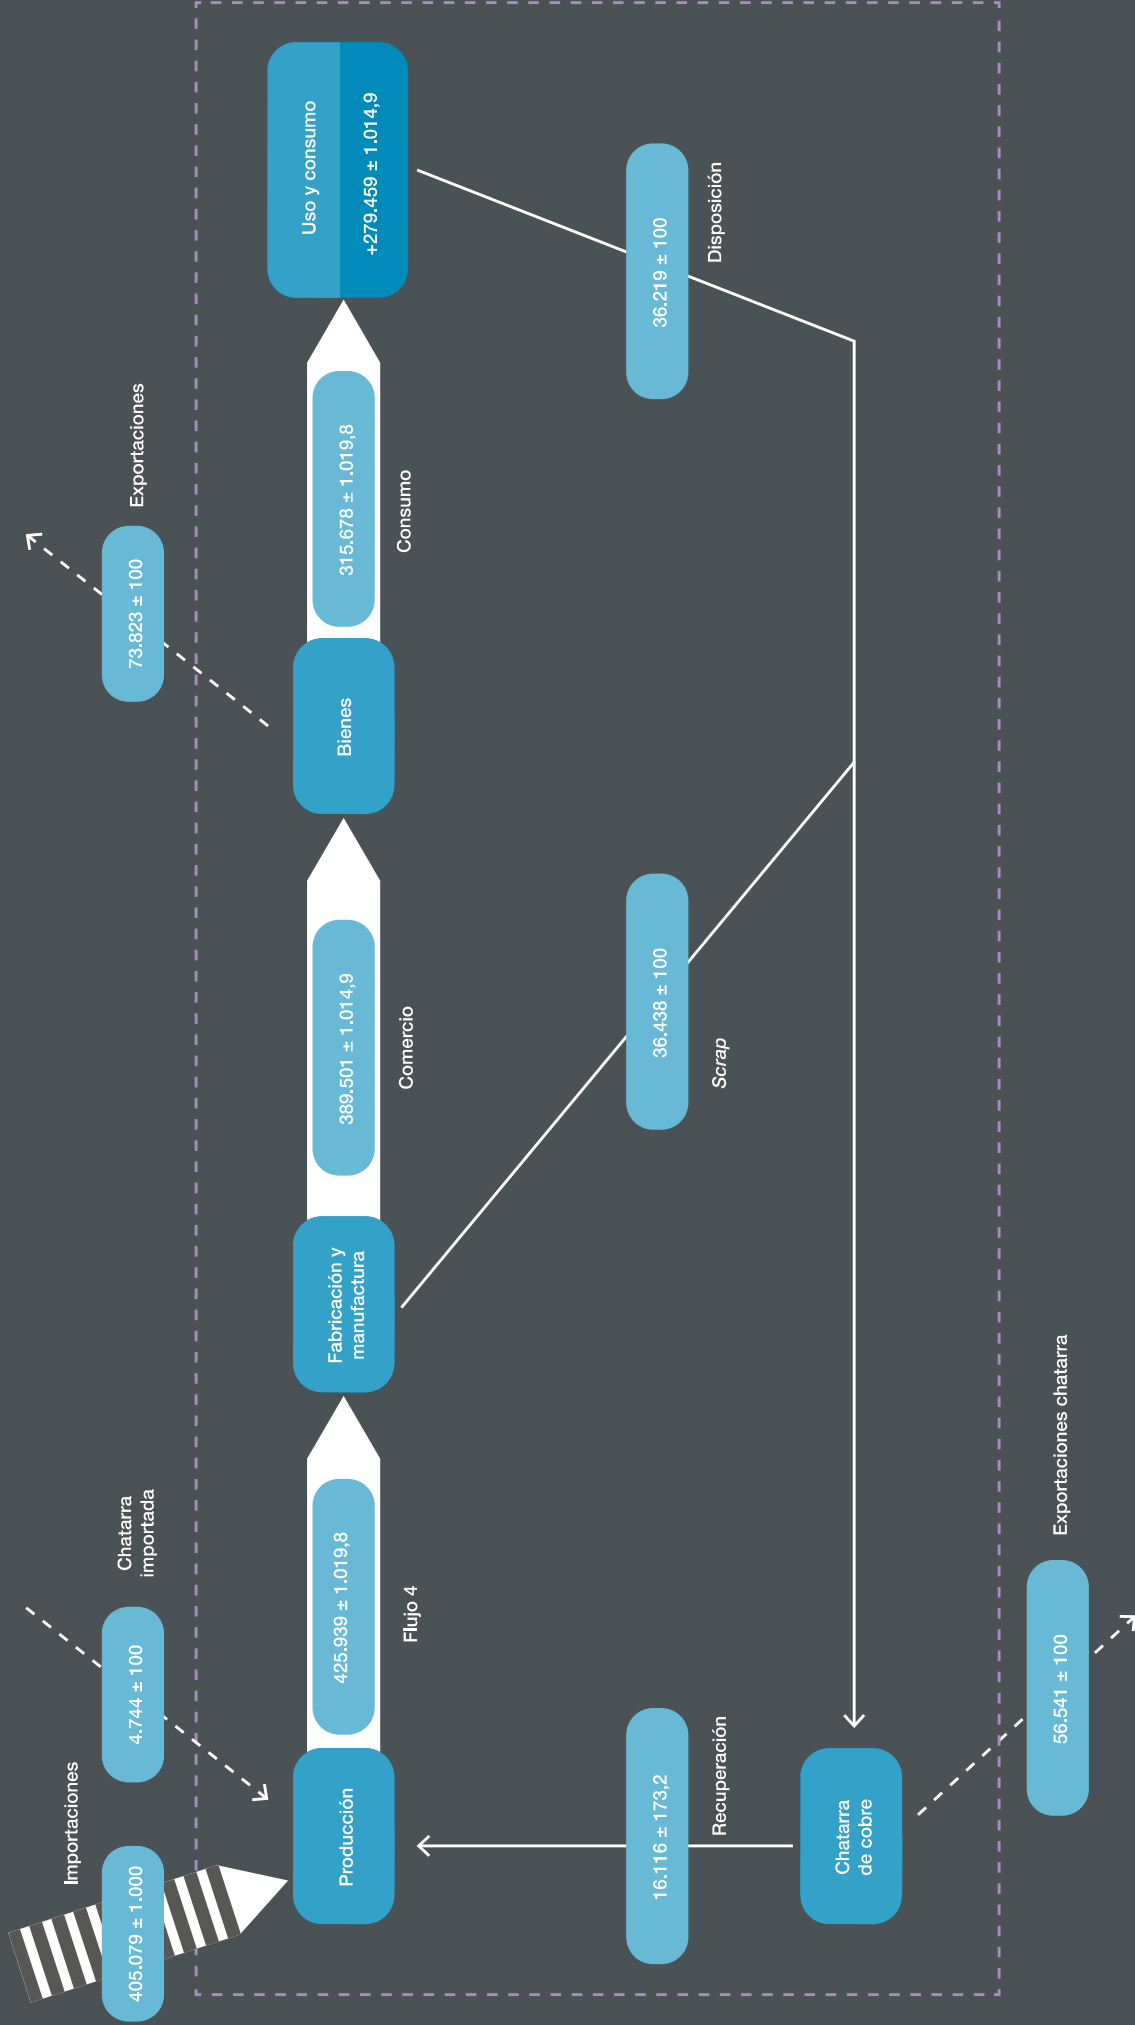 Importaciones
405.079 ± 1.000
Chatarra
importada
4.744 ± 100
Exportaciones
73.823 ± 100
Producción
425.939 ± 1.019,8
Flujo 4
Fabricación y
manufactura
389.501 ± 1.014,9
Comercio
Bienes
315.678 ± 1.019,8
Consumo
Uso y consumo
+279.459 ± 1.014,9
16.116 ± 173,2
Recuperación
36.438 ± 100
Scrap
36.219 ± 100
Disposición
Chatarra
de cobre
56.541 ± 100
Exportaciones chatarra